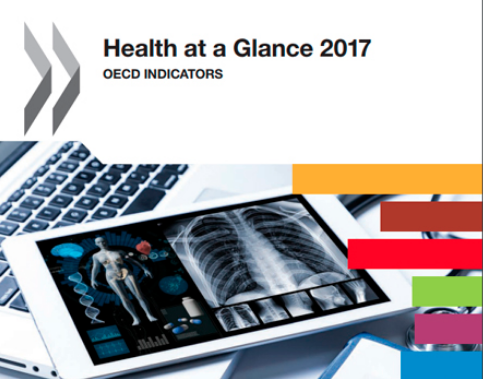 Health at a Glance 2017
OECD INDICATORS